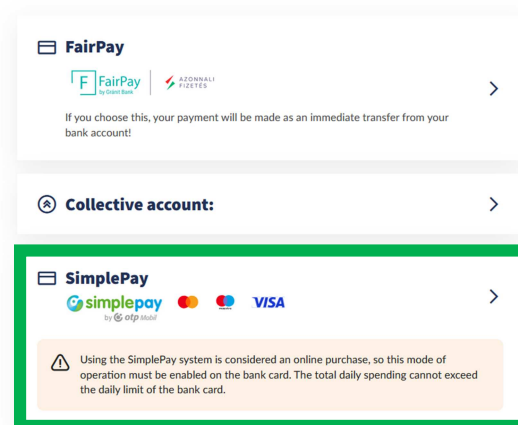 FairPay
F FairPay
by Gránit Bank
AZONNALI
FIZETÉS
If you choose this, your payment will be made as an immediate transfer from your
bank account!
Collective account:
SimplePay
simplepay
by otp Mobil
maestro
VISA
Using the SimplePay system is considered an online purchase, so this mode of
operation must be enabled on the bank card. The total daily spending cannot exceed
the daily limit of the bank card.